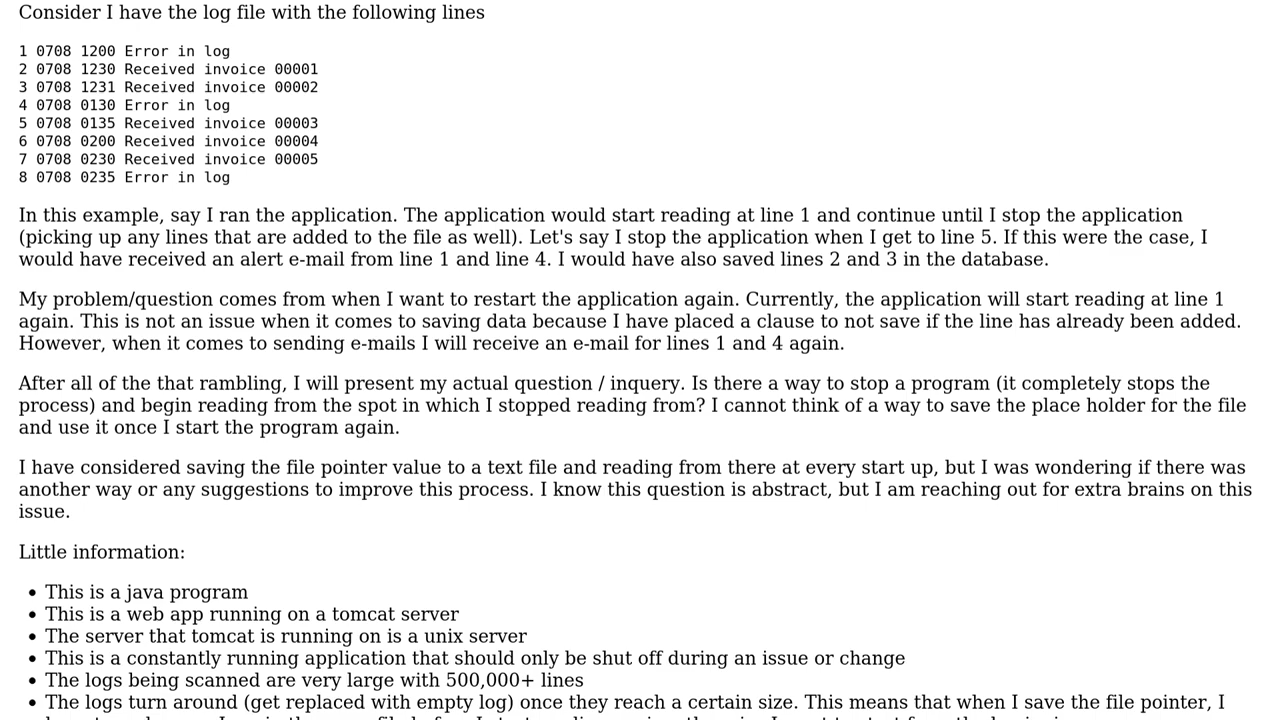 Consider I have the log file with the following lines
1 0708 1200 Error in log
2 0708 1230 Received invoice 00001
3 0708 1231 Received invoice 00002
4 0708 0130 Error in log
5 0708 0135 Received invoice 00003
6 0708 0200 Received invoice 00004
7 0708 0230 Received invoice 00005
8 0708 0235 Error in log
In this example, say I ran the application. The application would start reading at line 1 and continue until I stop the application
(picking up any lines that are added to the file as well). Let's say I stop the application when I get to line 5. If this were the case, I
would have received an alert e-mail from line 1 and line 4. I would have also saved lines 2 and 3 in the database.
My problem/question comes from when I want to restart the application again. Currently, the application will start reading at line 1
again. This is not an issue when it comes to saving data because I have placed a clause to not save if the line has already been added.
However, when it comes to sending e-mails I will receive an e-mail for lines 1 and 4 again.
After all of the that rambling, I will present my actual question / inquery. Is there a way to stop a program (it completely stops the
process) and begin reading from the spot in which I stopped reading from? I cannot think of a way to save the place holder for the file
and use it once I start the program again.
I have considered saving the file pointer value to a text file and reading from there at every start up, but I was wondering if there was
another way or any suggestions to improve this process. I know this question is abstract, but I am reaching out for extra brains on this
issue.
Little information:
• This is a java program
• This is a web app running on a tomcat server
• The server that tomcat is running on is a unix server
• This is a constantly running application that should only be shut off during an issue or change
• The logs being scanned are very large with 500,000+ lines
• The logs turn around (get replaced with empty log) once they reach a certain size. This means that when I save the file pointer, I